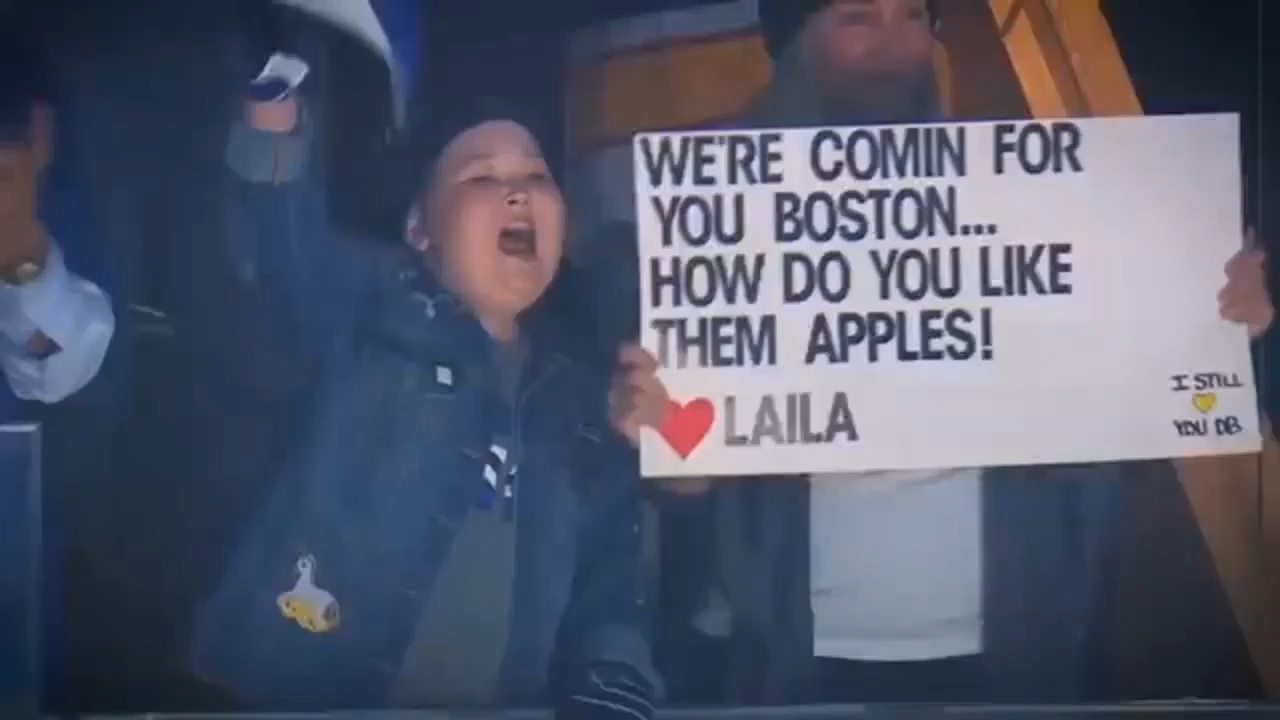 WE'RE COMIN FOR
YOU BOSTON...
HOW DO YOU LIKE
THEM APPLES!
LAILA
I STILL
YOU DB